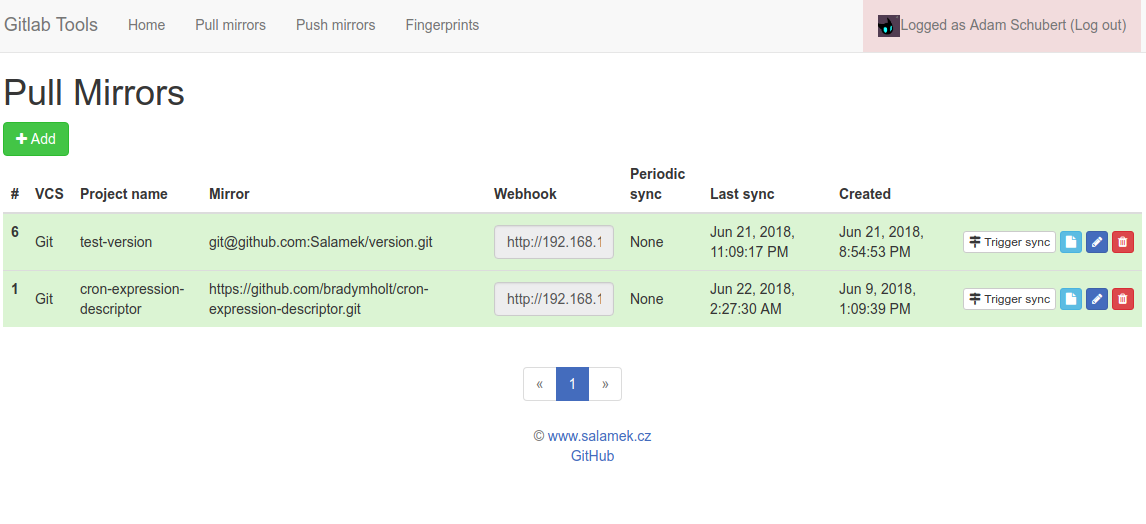 Gitlab Tools Home Pull mirrors Push mirrors Fingerprints Logged as Adam Schubert (Log out)
Pull Mirrors
Add
# VCS Project name Mirror Webhook Periodic sync Last sync Created
6 Git test-version git@github.com:Salamek/version.git http://192.168.1 None Jun 21, 2018, 11:09:17 PM Jun 21, 2018, 8:54:53 PM Trigger sync
1 Git cron-expression-descriptor https://github.com/bradymholt/cron-expression-descriptor.git http://192.168.1 None Jun 22, 2018, 2:27:30 AM Jun 9, 2018, 1:09:39 PM Trigger sync
« 1 »
© www.salamek.cz
GitHub